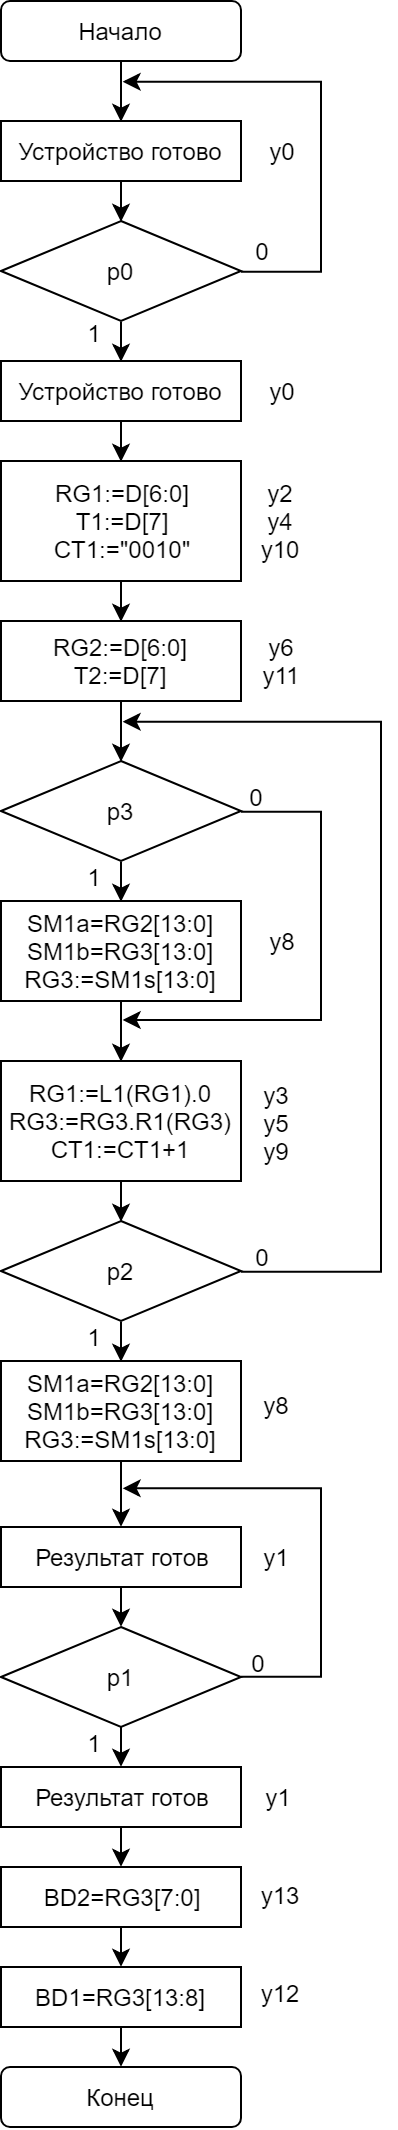 Начало
Устройство готово
y0
p0
0
1
Устройство готово
y0
RG1:=D[6:0]
T1:=D[7]
CT1:="0010"
y2
y4
y10
RG2:=D[6:0]
T2:=D[7]
y6
y11
p3
0
1
SM1a=RG2[13:0]
SM1b=RG3[13:0]
RG3:=SM1s[13:0]
y8
RG1:=L1(RG1).0
RG3:=RG3.R1(RG3)
CT1:=CT1+1
y3
y5
y9
p2
0
1
SM1a=RG2[13:0]
SM1b=RG3[13:0]
RG3:=SM1s[13:0]
y8
Результат готов
y1
p1
0
1
Результат готов
y1
BD2=RG3[7:0]
y13
BD1=RG3[13:8]
y12
Конец